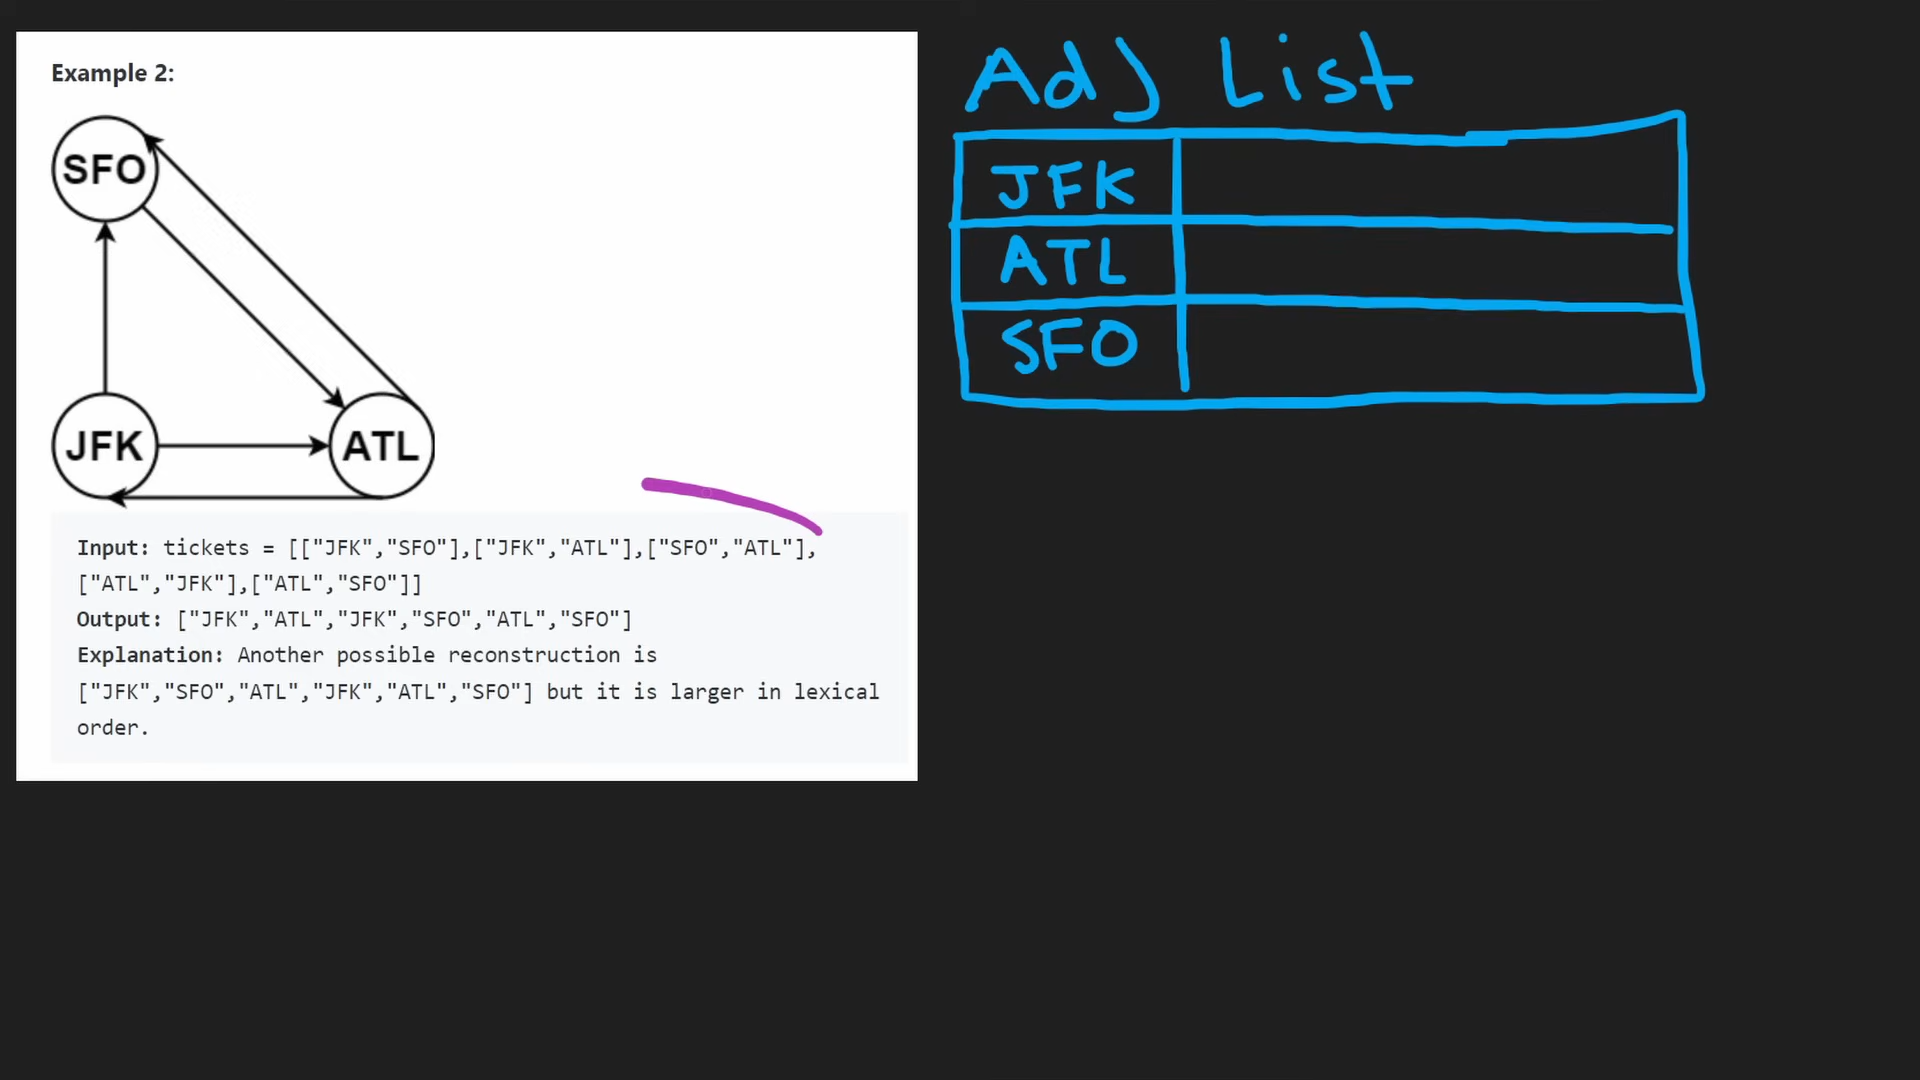 Example 2:
SFO
JFK
ATL
Input: tickets = [["JFK","SFO"],["JFK","ATL"],["SFO","ATL"],
["ATL","JFK"],["ATL","SFO"]]
Output: ["JFK","ATL","JFK","SFO","ATL","SFO"]
Explanation: Another possible reconstruction is
["JFK","SFO","ATL","JFK","ATL","SFO"] but it is larger in lexical
order.
Adj List
JFK
ATL
SFO